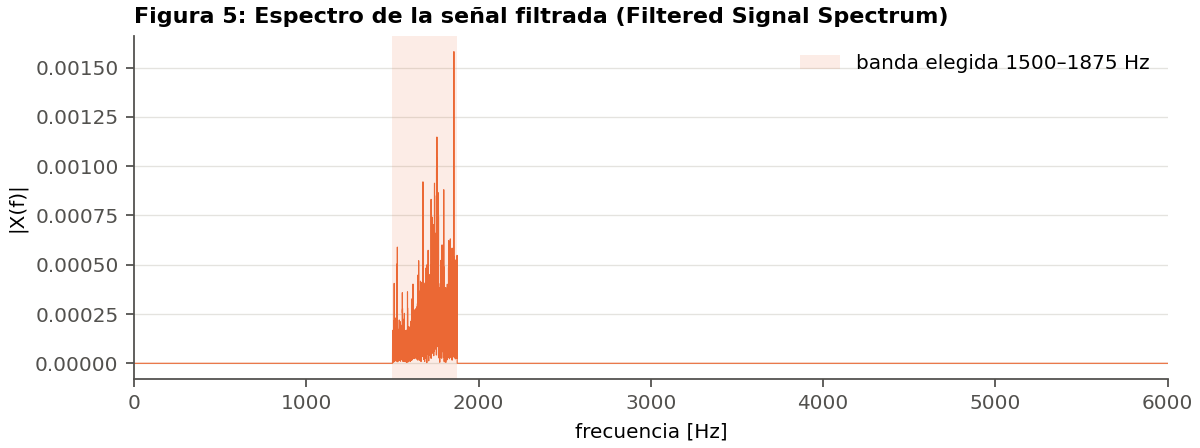 Figura 5: Espectro de la señal filtrada (Filtered Signal Spectrum)
banda elegida 1500–1875 Hz
|X(f)|
0.00150
0.00125
0.00100
0.00075
0.00050
0.00025
0.00000
0 1000 2000 3000 4000 5000 6000
frecuencia [Hz]